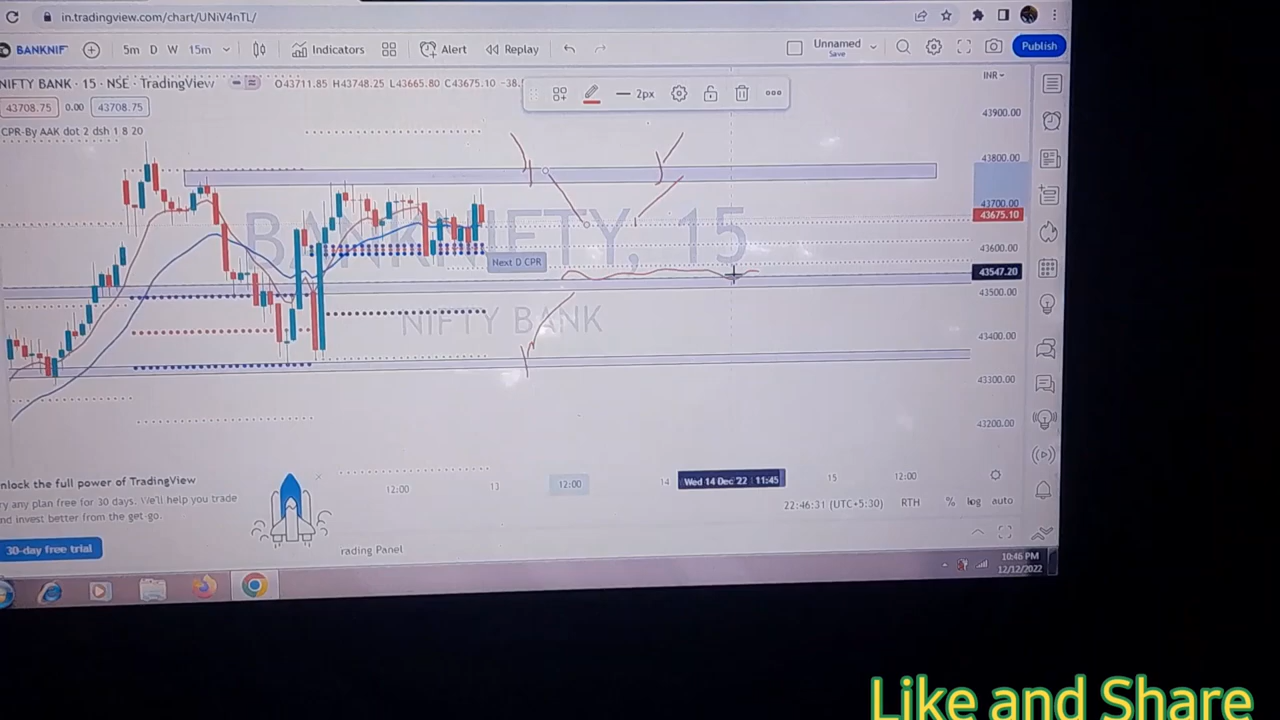 in.tradingview.com/chart/UNiV4nTL/
BANKNIF 5m D W 15m Indicators Alert Replay Unnamed Publish
Save
NIFTY BANK · 15 · NSE · TradingView O43711.85 H43748.25 L43665.80 C43675.10 -38.
INR
2px
43708.75 0.00 43708.75
CPR-By AAK dot 2 dsh 1 8 20
43900.00
43800.00
43700.00
43675.10
43600.00
43547.20
43500.00
43400.00
43300.00
43200.00
BANKNIFTY, 15
NIFTY BANK
Next D CPR
nlock the full power of TradingView
ry any plan free for 30 days. We'll help you trade
nd invest better from the get-go.
30-day free trial
12:00 13 12:00 14 Wed 14 Dec '22 11:45 15 12:00
22:46:31 (UTC+5:30) RTH % log auto
rading Panel
10:46 PM
12/12/2022
Like and Share